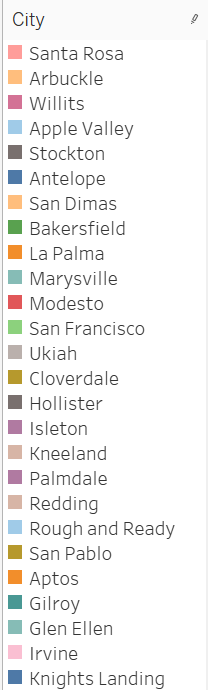 City
Santa Rosa
Arbuckle
Willits
Apple Valley
Stockton
Antelope
San Dimas
Bakersfield
La Palma
Marysville
Modesto
San Francisco
Ukiah
Cloverdale
Hollister
Isleton
Kneeland
Palmdale
Redding
Rough and Ready
San Pablo
Aptos
Gilroy
Glen Ellen
Irvine
Knights Landing